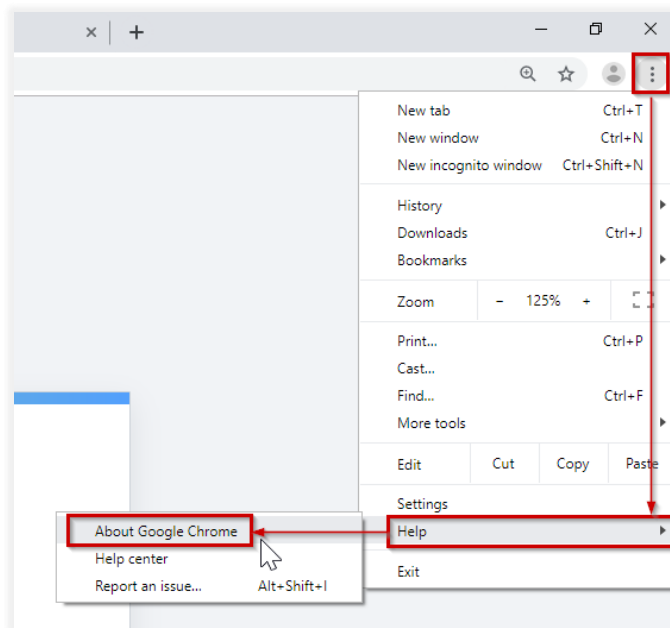 New tab Ctrl+T
New window Ctrl+N
New incognito window Ctrl+Shift+N
History
Downloads Ctrl+J
Bookmarks
Zoom - 125% +
Print... Ctrl+P
Cast...
Find... Ctrl+F
More tools
Edit Cut Copy Paste
Settings
Help
About Google Chrome
Help center
Report an issue... Alt+Shift+I
Exit